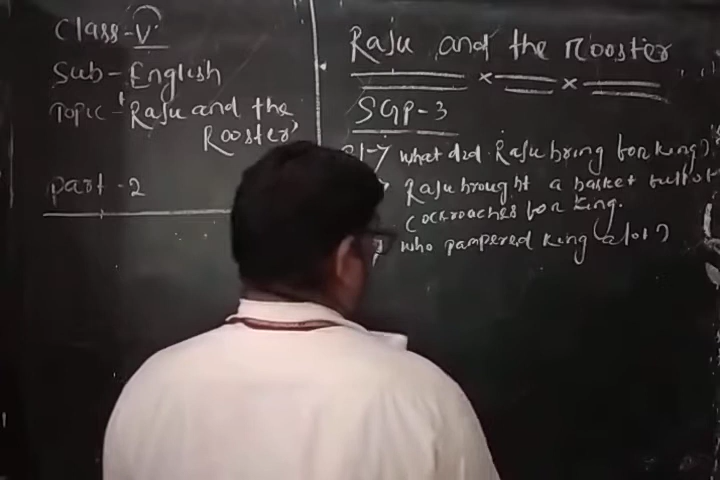 Class - V
Sub - English
Topic - "Raju and the
Rooster"
Part - 2
Raju and the Rooster
SGP - 3
what did Raju bring for King?
Raju brought a basket full of
cockroaches for King.
who pampered King a lot?